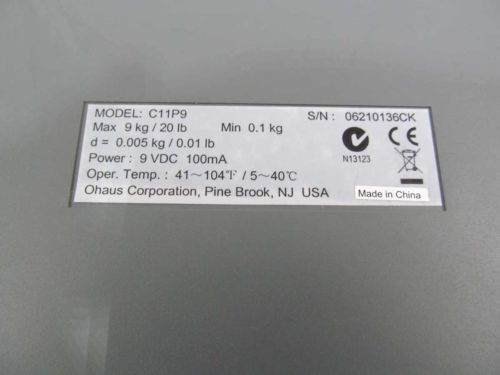 MODEL: C11P9 S/N : 06210136CK
Max 9 kg / 20 lb Min 0.1 kg
d = 0.005 kg / 0.01 lb
Power : 9 VDC 100mA
N13123
Oper. Temp. : 41～104℉ / 5～40℃
Ohaus Corporation, Pine Brook, NJ USA
Made in China